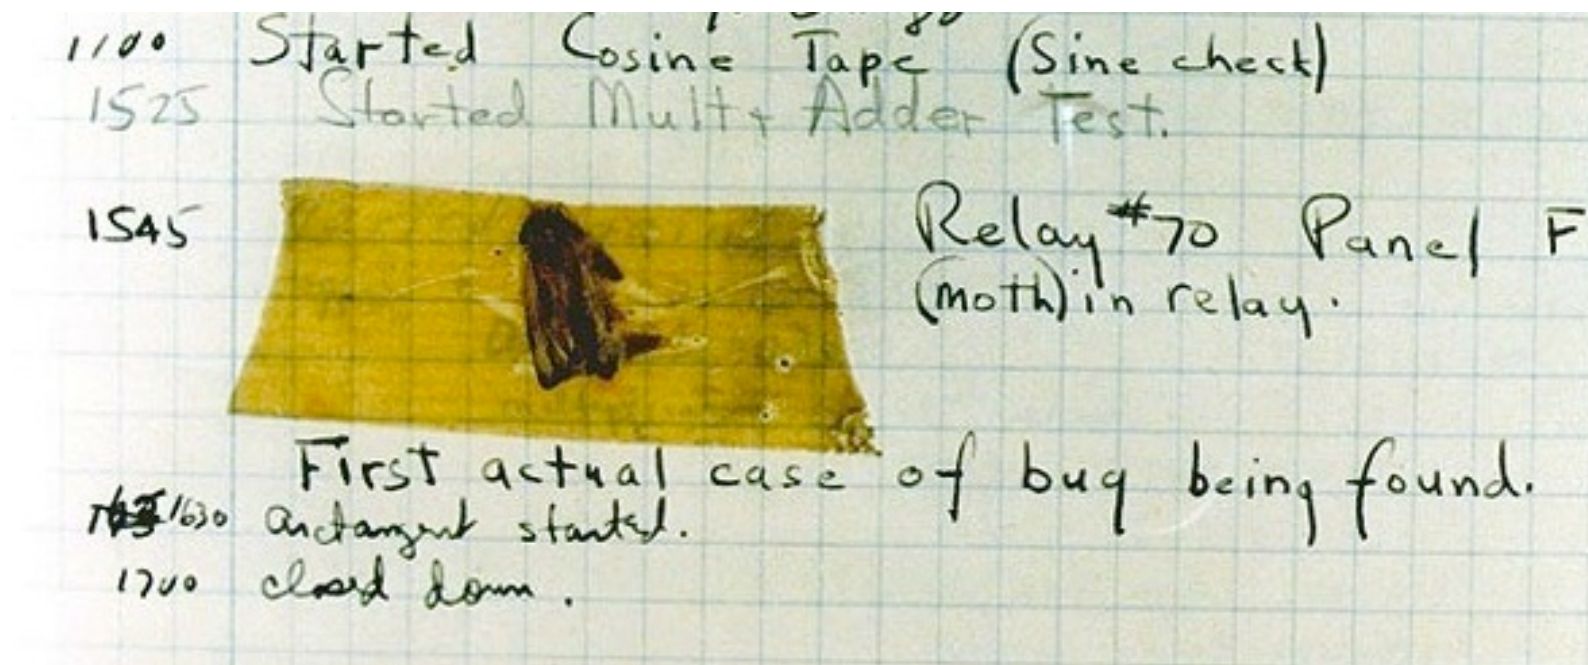 1100 Started Cosine Tape (Sine check)
1525 Started Mult + Adder Test.
1545 Relay #70 Panel F
(moth) in relay.
First actual case of bug being found.
1630 arctangent started.
1700 closed down.